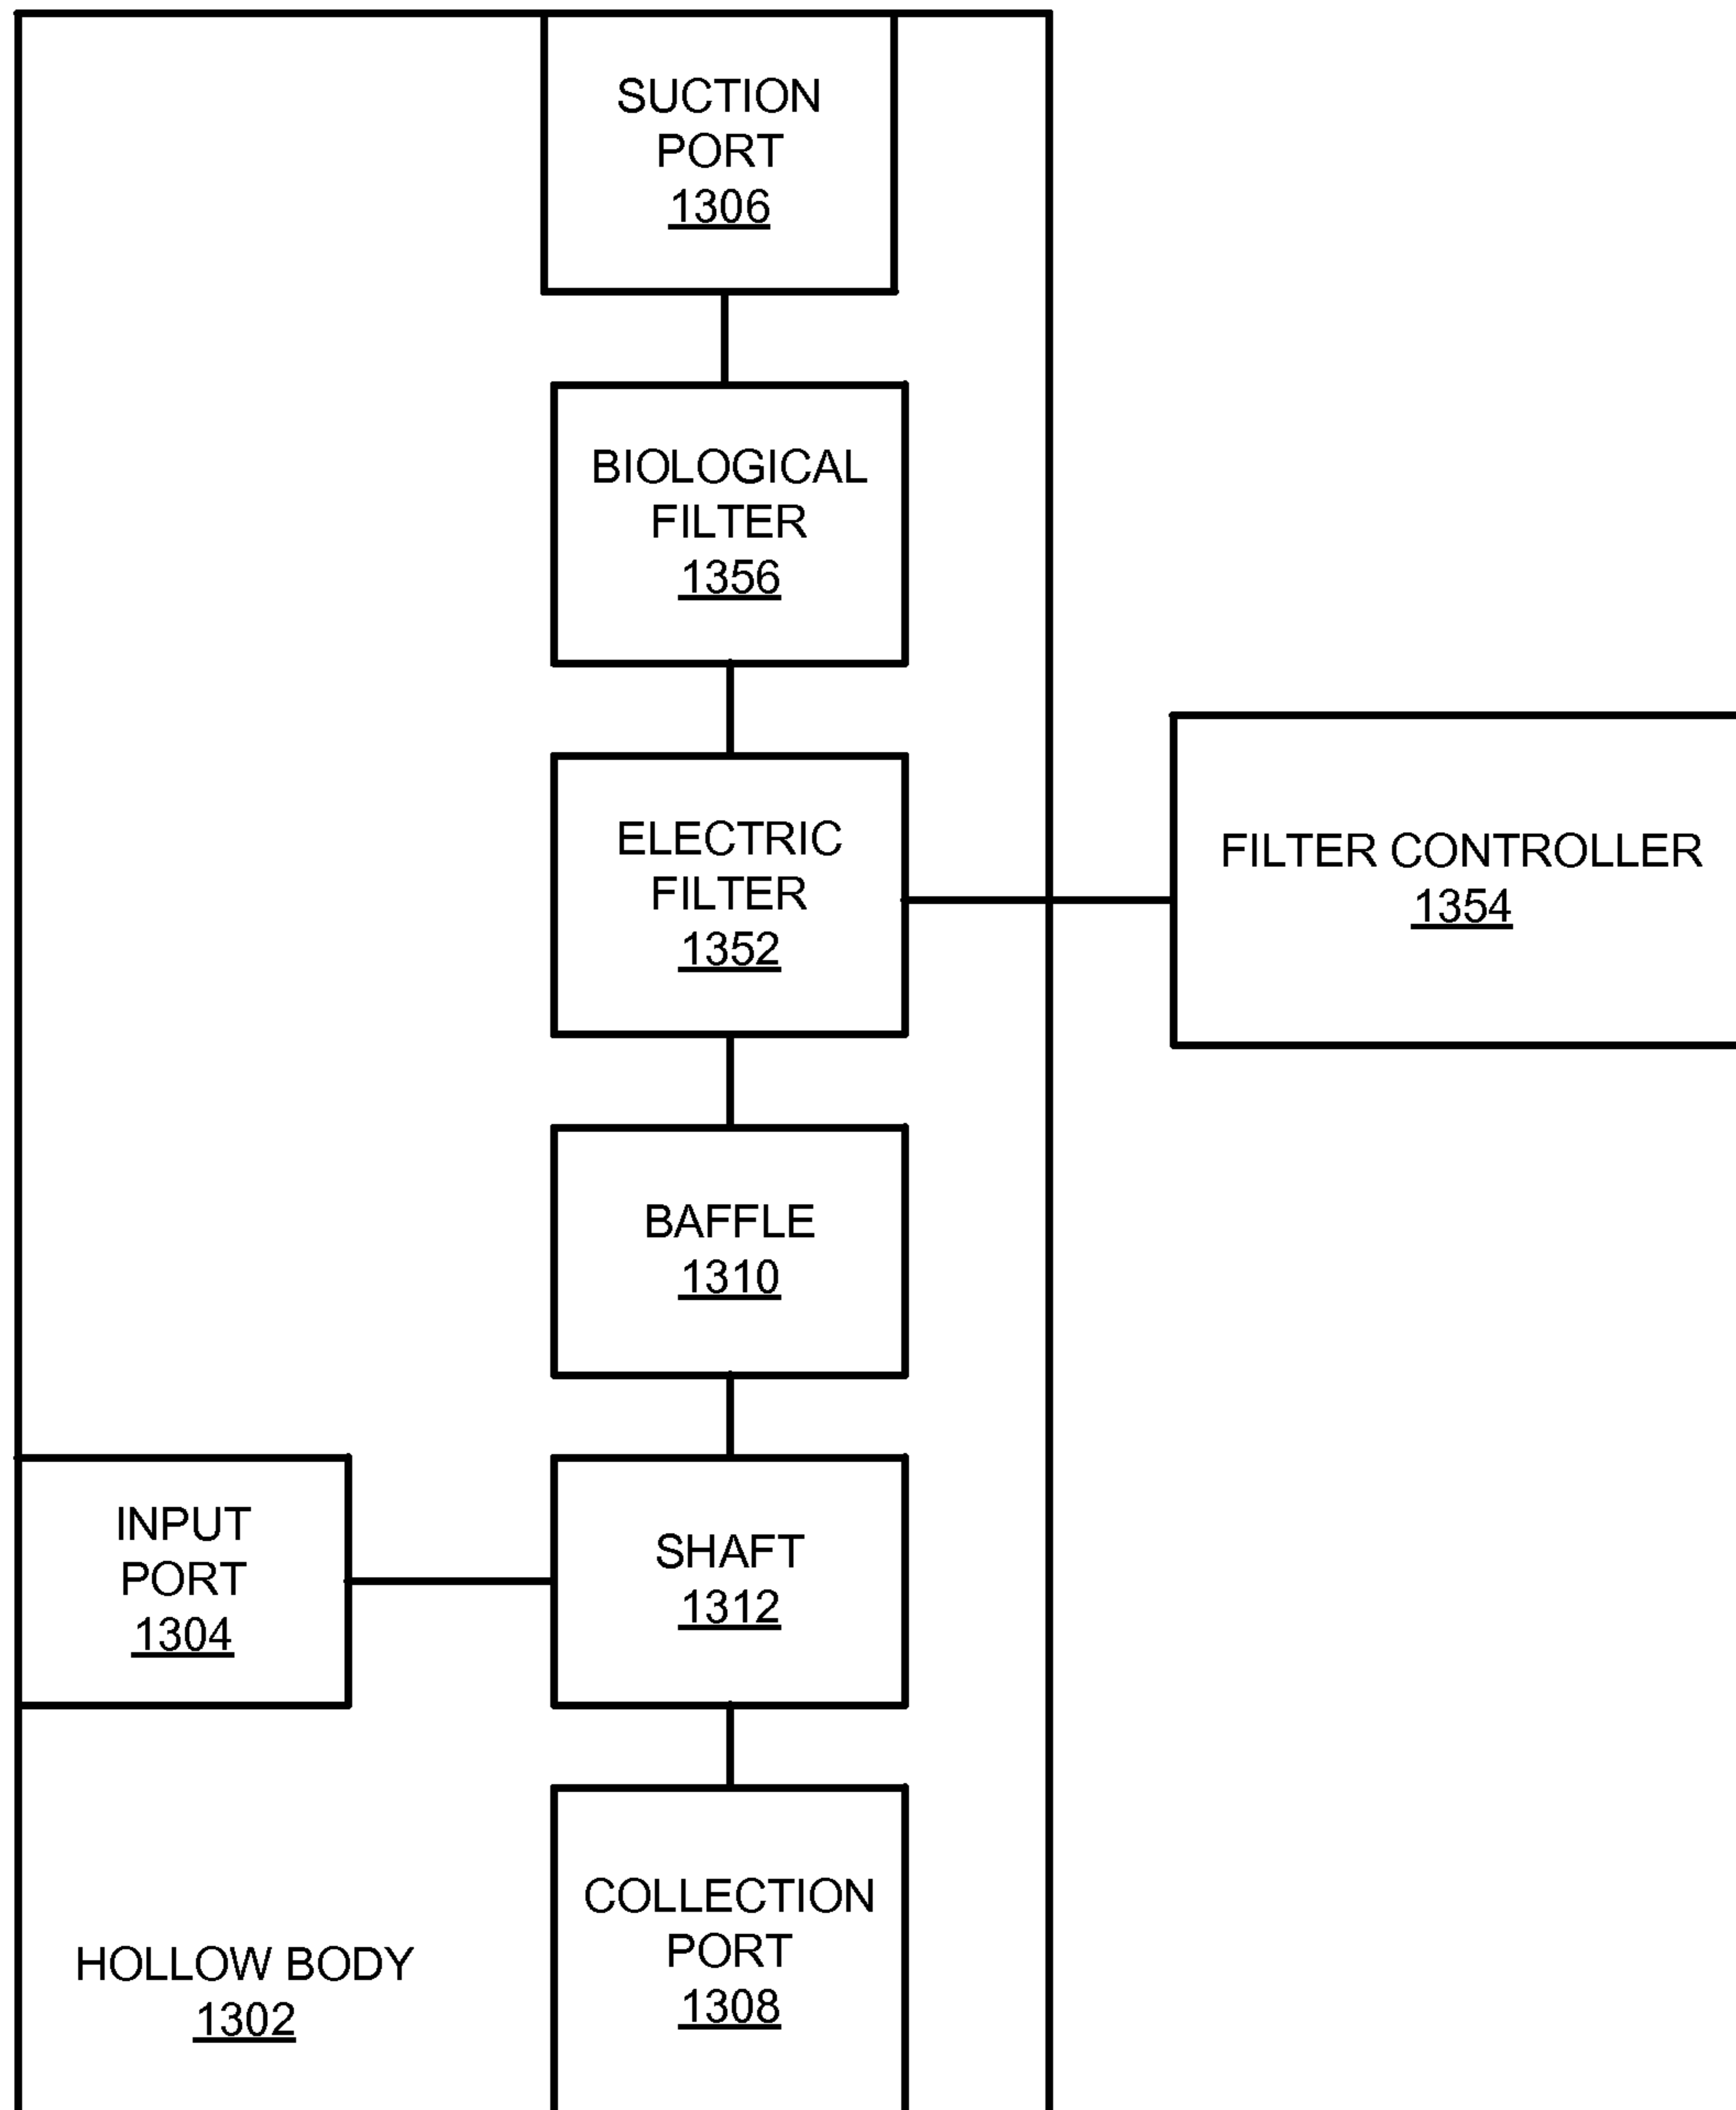 SUCTION
PORT
1306
BIOLOGICAL
FILTER
1356
ELECTRIC
FILTER
1352
FILTER CONTROLLER
1354
BAFFLE
1310
INPUT
PORT
1304
SHAFT
1312
COLLECTION
PORT
1308
HOLLOW BODY
1302